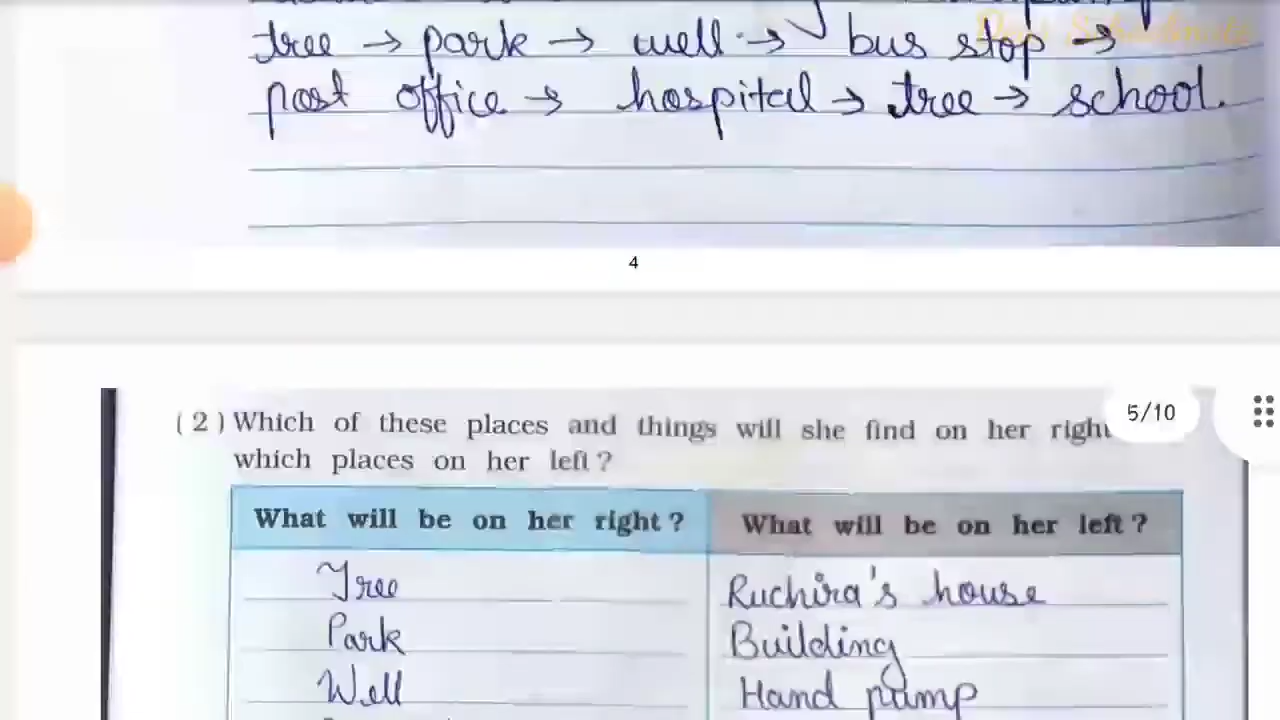 tree → park → well → bus stop →
post office → hospital → tree → school.
4
5/10
(2) Which of these places and things will she find on her right
which places on her left?
What will be on her right? What will be on her left?
Tree Ruchira's house
Park Building
Well Hand pump